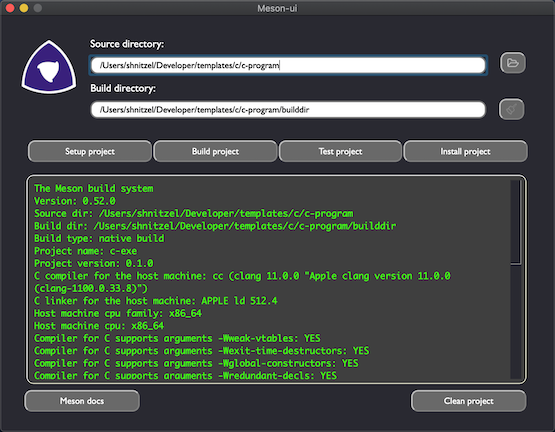 Meson-ui
Source directory:
/Users/shnitzel/Developer/templates/c/c-program
Build directory:
/Users/shnitzel/Developer/templates/c/c-program/builddir
Setup project
Build project
Test project
Install project
The Meson build system
Version: 0.52.0
Source dir: /Users/shnitzel/Developer/templates/c/c-program
Build dir: /Users/shnitzel/Developer/templates/c/c-program/builddir
Build type: native build
Project name: c-exe
Project version: 0.1.0
C compiler for the host machine: cc (clang 11.0.0 "Apple clang version 11.0.0
(clang-1100.0.33.8)")
C linker for the host machine: APPLE ld 512.4
Host machine cpu family: x86_64
Host machine cpu: x86_64
Compiler for C supports arguments -Wweak-vtables: YES
Compiler for C supports arguments -Wexit-time-destructors: YES
Compiler for C supports arguments -Wglobal-constructors: YES
Compiler for C supports arguments -Wredundant-decls: YES
Meson docs
Clean project